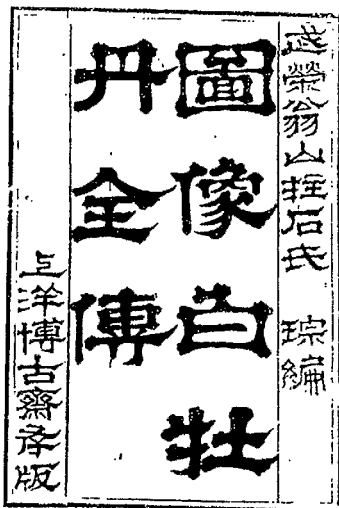 武榮翁山柱石氏 琮編
圖像白牡
丹全傳
上洋博古齋存版